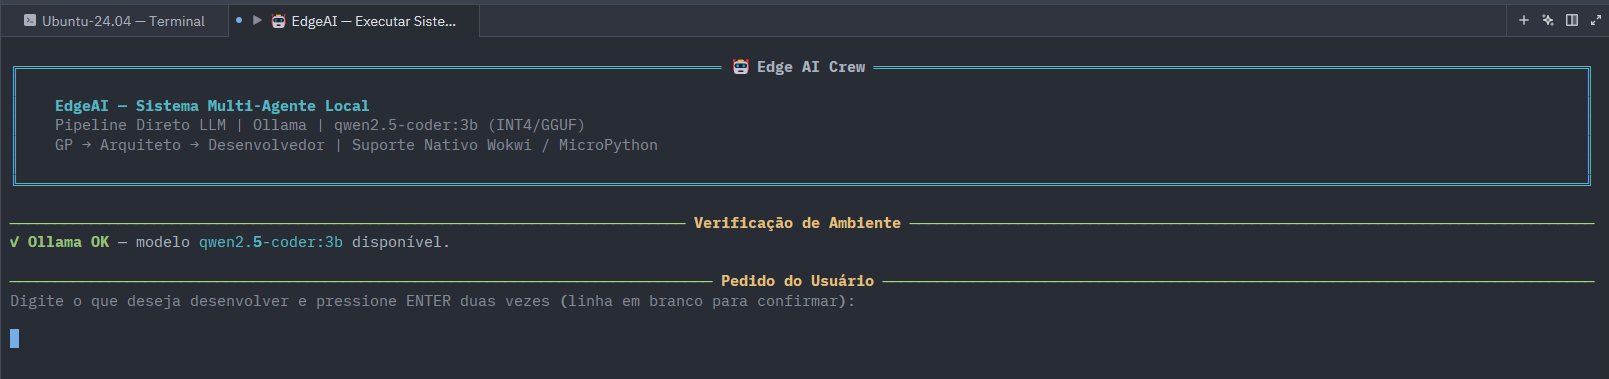 Ubuntu-24.04 — Terminal
EdgeAI — Executar Siste...
Edge AI Crew
EdgeAI — Sistema Multi-Agente Local
Pipeline Direto LLM | Ollama | qwen2.5-coder:3b (INT4/GGUF)
GP → Arquiteto → Desenvolvedor | Suporte Nativo Wokwi / MicroPython
Verificação de Ambiente
✓ Ollama OK — modelo qwen2.5-coder:3b disponível.
Pedido do Usuário
Digite o que deseja desenvolver e pressione ENTER duas vezes (linha em branco para confirmar):